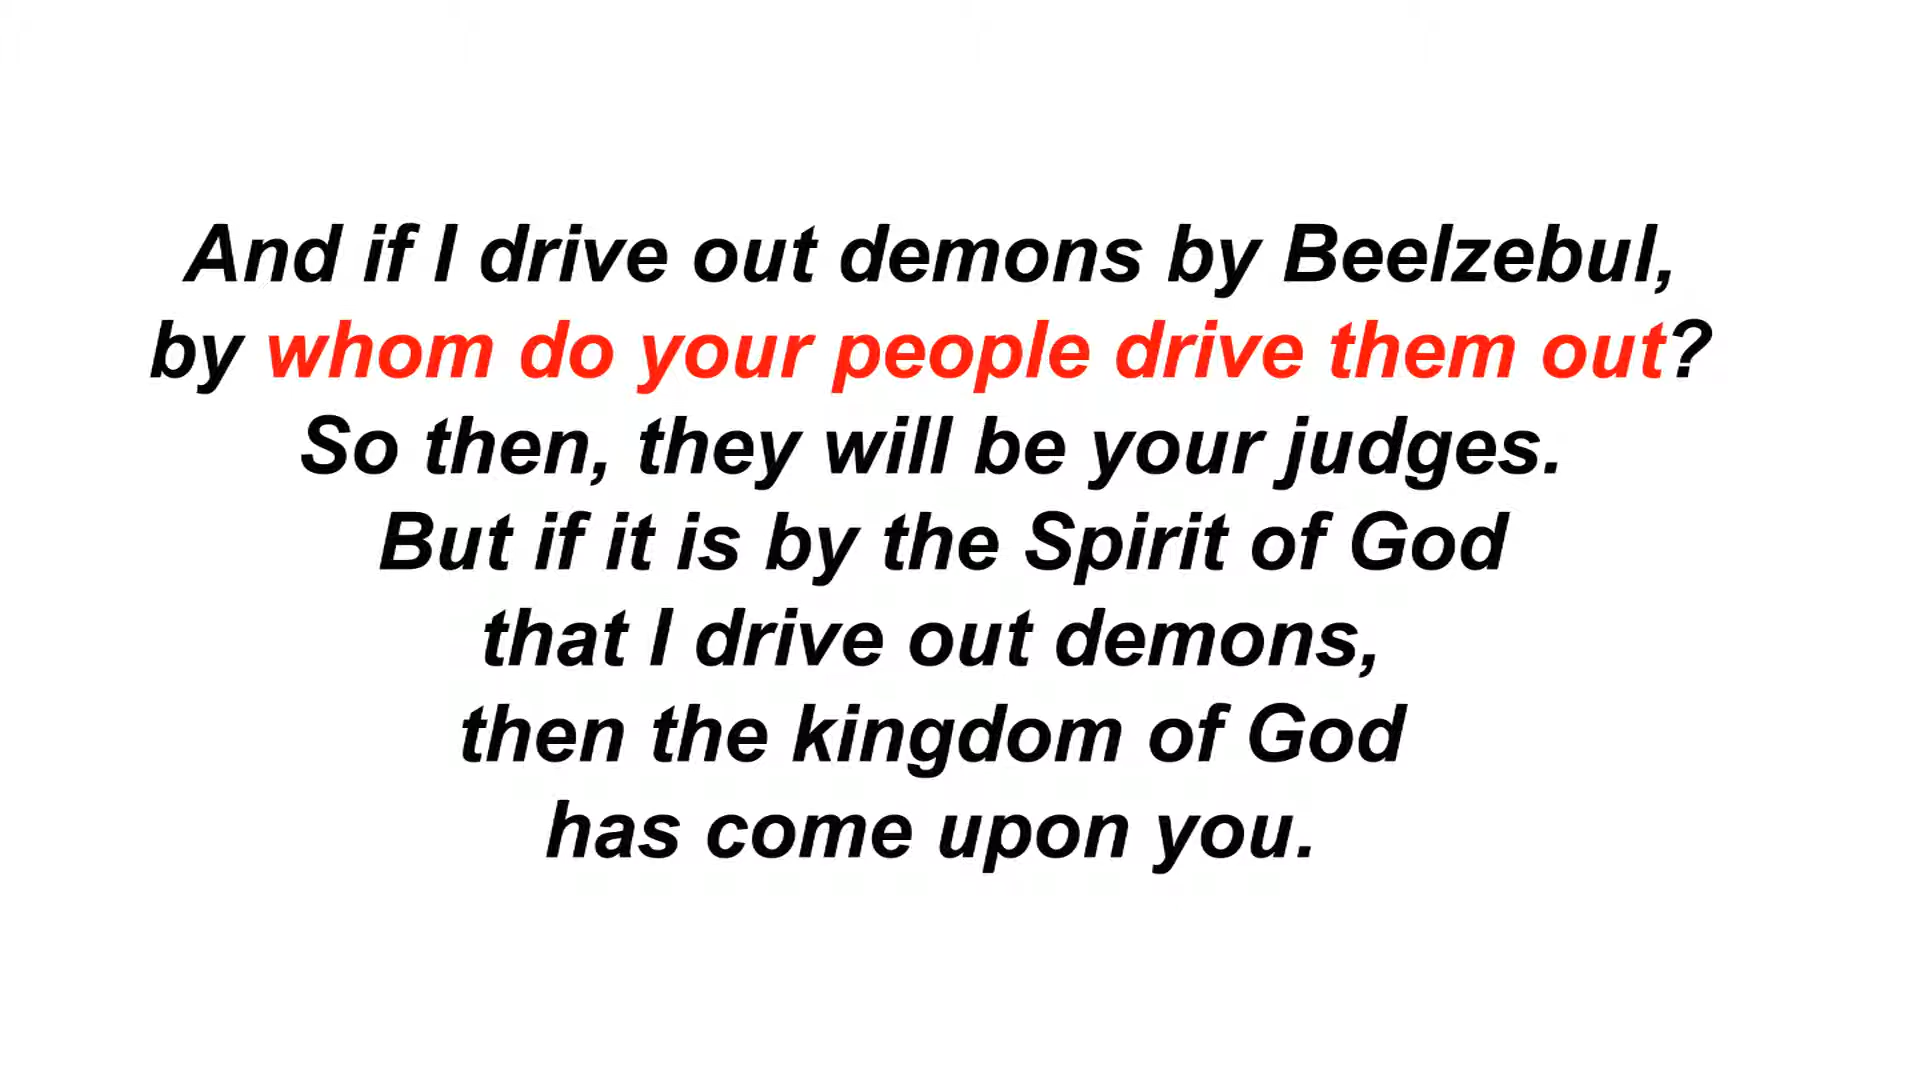 And if I drive out demons by Beelzebul,
by whom do your people drive them out?
So then, they will be your judges.
But if it is by the Spirit of God
that I drive out demons,
then the kingdom of God
has come upon you.